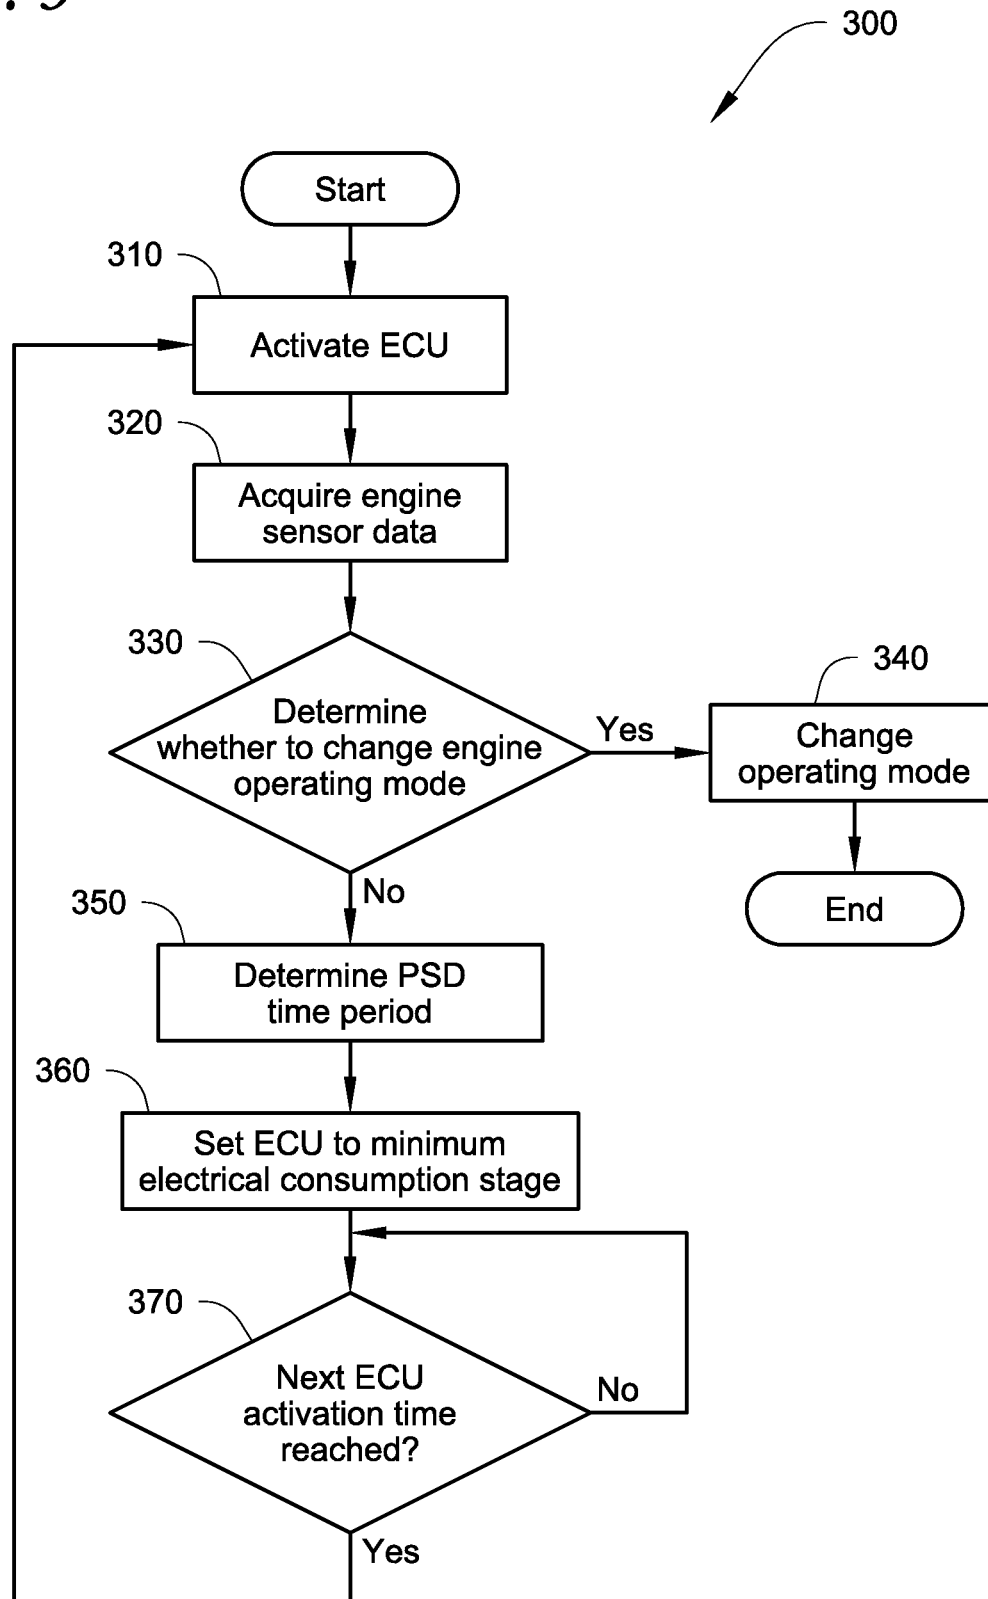 300
Start
310
Activate ECU
320
Acquire engine
sensor data
330
Determine
whether to change engine
operating mode
Yes
340
Change
operating mode
End
No
350
Determine PSD
time period
360
Set ECU to minimum
electrical consumption stage
370
Next ECU
activation time
reached?
No
Yes